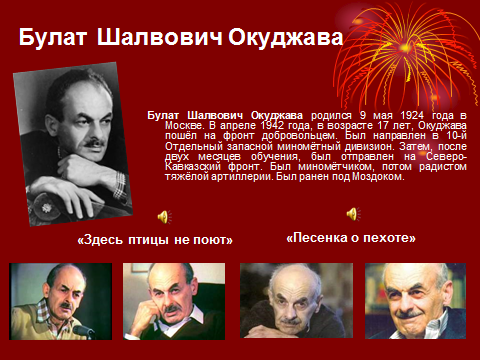 Булат Шалвович Окуджава
Булат Шалвович Окуджава родился 9 мая 1924 года в
Москве. В апреле 1942 года, в возрасте 17 лет, Окуджава
пошёл на фронт добровольцем. Был направлен в 10-й
Отдельный запасной миномётный дивизион. Затем, после
двух месяцев обучения, был отправлен на Северо-
Кавказский фронт. Был миномётчиком, потом радистом
тяжёлой артиллерии. Был ранен под Моздоком.
«Здесь птицы не поют»
«Песенка о пехоте»